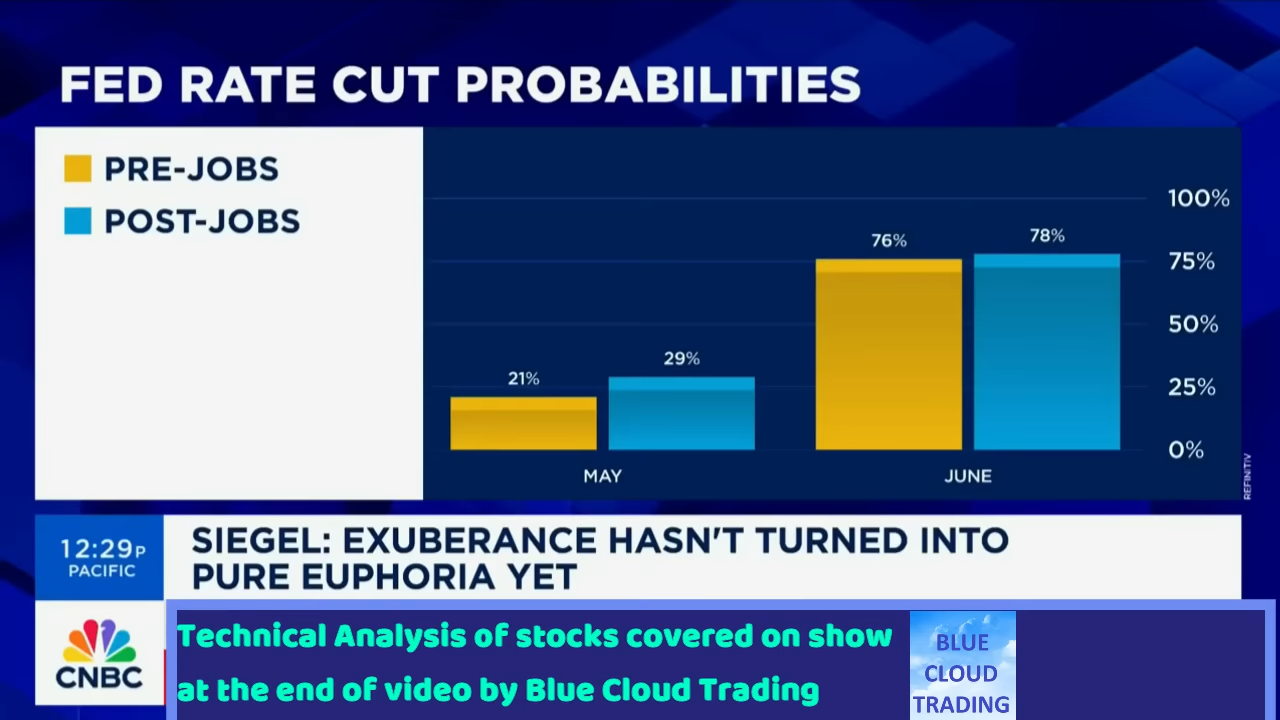 FED RATE CUT PROBABILITIES
PRE-JOBS
POST-JOBS
100%
75%
50%
25%
0%
21%
29%
76%
78%
MAY
JUNE
REFINITIV
12:29P
PACIFIC
SIEGEL: EXUBERANCE HASN'T TURNED INTO
PURE EUPHORIA YET
CNBC
Technical Analysis of stocks covered on show
at the end of video by Blue Cloud Trading
BLUE
CLOUD
TRADING